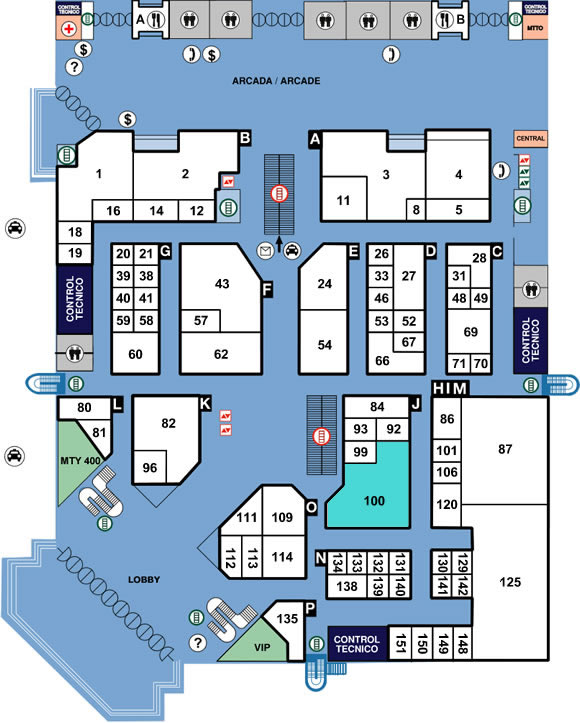 CONTROL
TECNICO
A
B
CONTROL
TECNICO
MTTO
$
?
$
ARCADA / ARCADE
$
B
A
CENTRAL
1
2
3
4
11
16
14
12
8
5
18
19
G
F
E
D
C
20
21
43
24
26
27
28
39
38
33
31
40
41
46
48
49
59
58
57
53
52
69
60
62
54
67
66
71
70
CONTROL
TECNICO
CONTROL
TECNICO
80
L
K
J
H I M
81
82
84
86
87
93
92
MTY 400
96
99
101
106
100
120
O
111
109
N
112
113
114
134
133
132
131
130
129
138
139
140
141
142
125
LOBBY
P
135
?
VIP
CONTROL
TECNICO
151
150
149
148